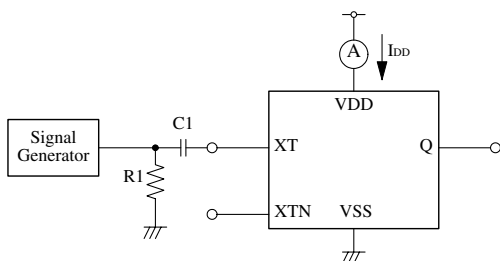 A
IDD
VDD
C1
Signal
Generator
XT
Q
R1
XTN
VSS